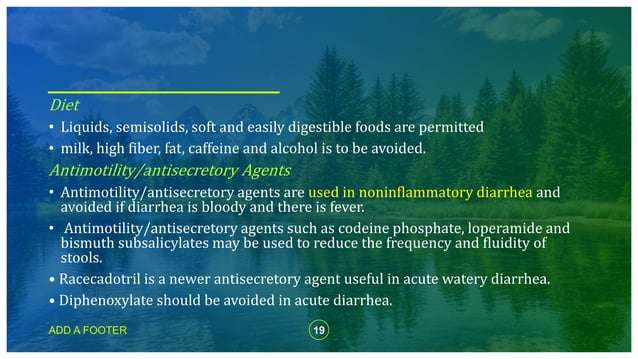 Diet
• Liquids, semisolids, soft and easily digestible foods are permitted
• milk, high fiber, fat, caffeine and alcohol is to be avoided.
Antimotility/antisecretory Agents
• Antimotility/antisecretory agents are used in noninflammatory diarrhea and
avoided if diarrhea is bloody and there is fever.
• Antimotility/antisecretory agents such as codeine phosphate, loperamide and
bismuth subsalicylates may be used to reduce the frequency and fluidity of
stools.
• Racecadotril is a newer antisecretory agent useful in acute watery diarrhea.
• Diphenoxylate should be avoided in acute diarrhea.
ADD A FOOTER
19